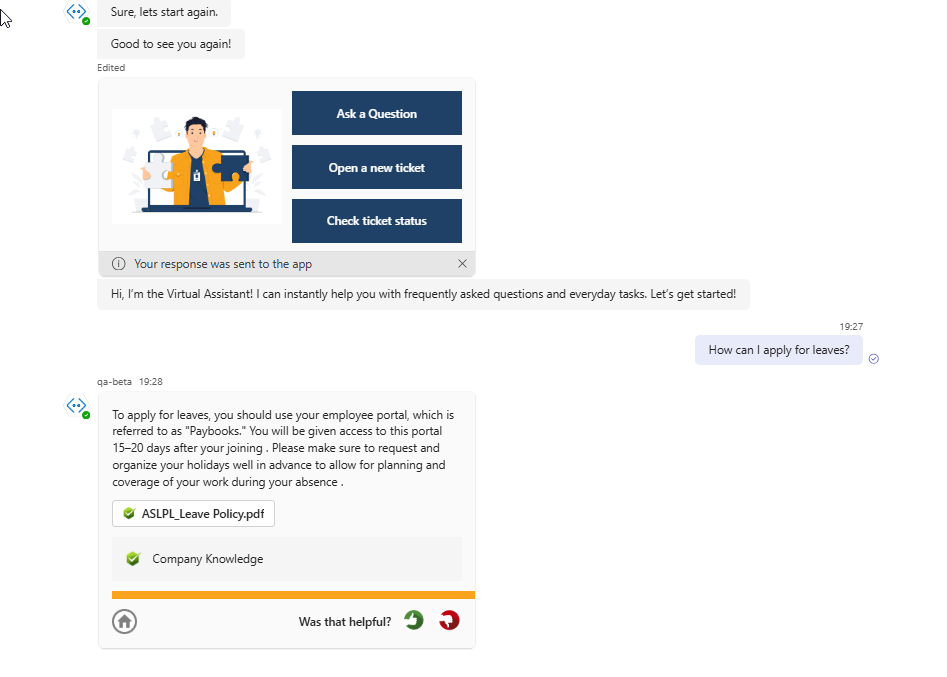 Sure, lets start again.
Good to see you again!
Edited
Ask a Question
Open a new ticket
Check ticket status
Your response was sent to the app
Hi, I'm the Virtual Assistant! I can instantly help you with frequently asked questions and everyday tasks. Let's get started!
19:27
How can I apply for leaves?
qa-beta 19:28
To apply for leaves, you should use your employee portal, which is
referred to as "Paybooks." You will be given access to this portal
15–20 days after your joining . Please make sure to request and
organize your holidays well in advance to allow for planning and
coverage of your work during your absence .
ASLPL_Leave Policy.pdf
Company Knowledge
Was that helpful?